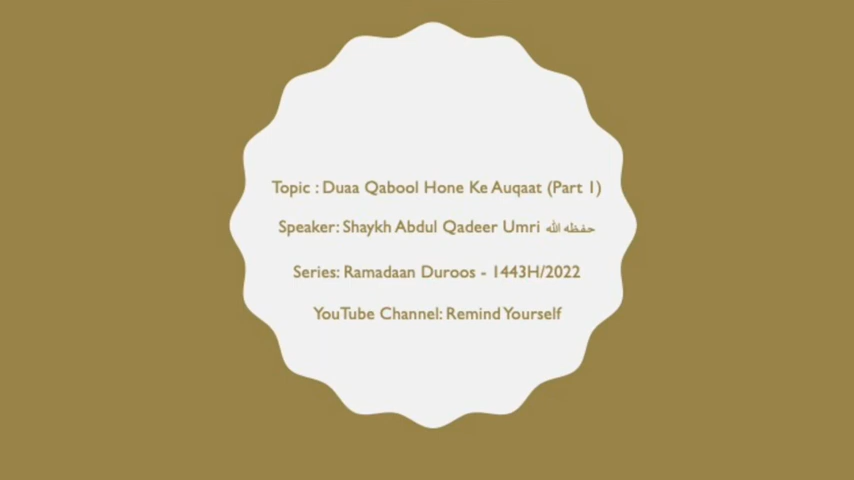 Topic : Duaa Qabool Hone Ke Auqaat (Part 1)
Speaker: Shaykh Abdul Qadeer Umri حفظه الله
Series: Ramadaan Duroos - 1443H/2022
YouTube Channel: Remind Yourself